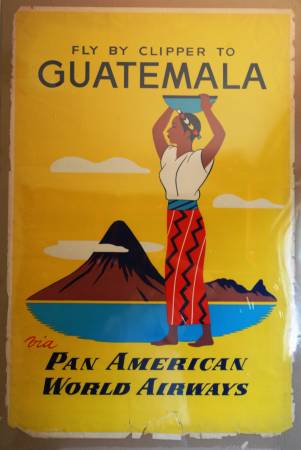 FLY BY CLIPPER TO
GUATEMALA
via
PAN AMERICAN
WORLD AIRWAYS